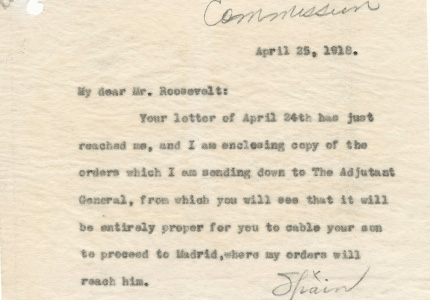 Commission
April 25, 1918.
My dear Mr. Roosevelt:
Your letter of April 24th has just
reached me, and I am enclosing copy of the
orders which I am sending down to The Adjutant
General, from which you will see that it will
be entirely proper for you to cable your son
to proceed to Madrid,where my orders will
reach him.
Spain